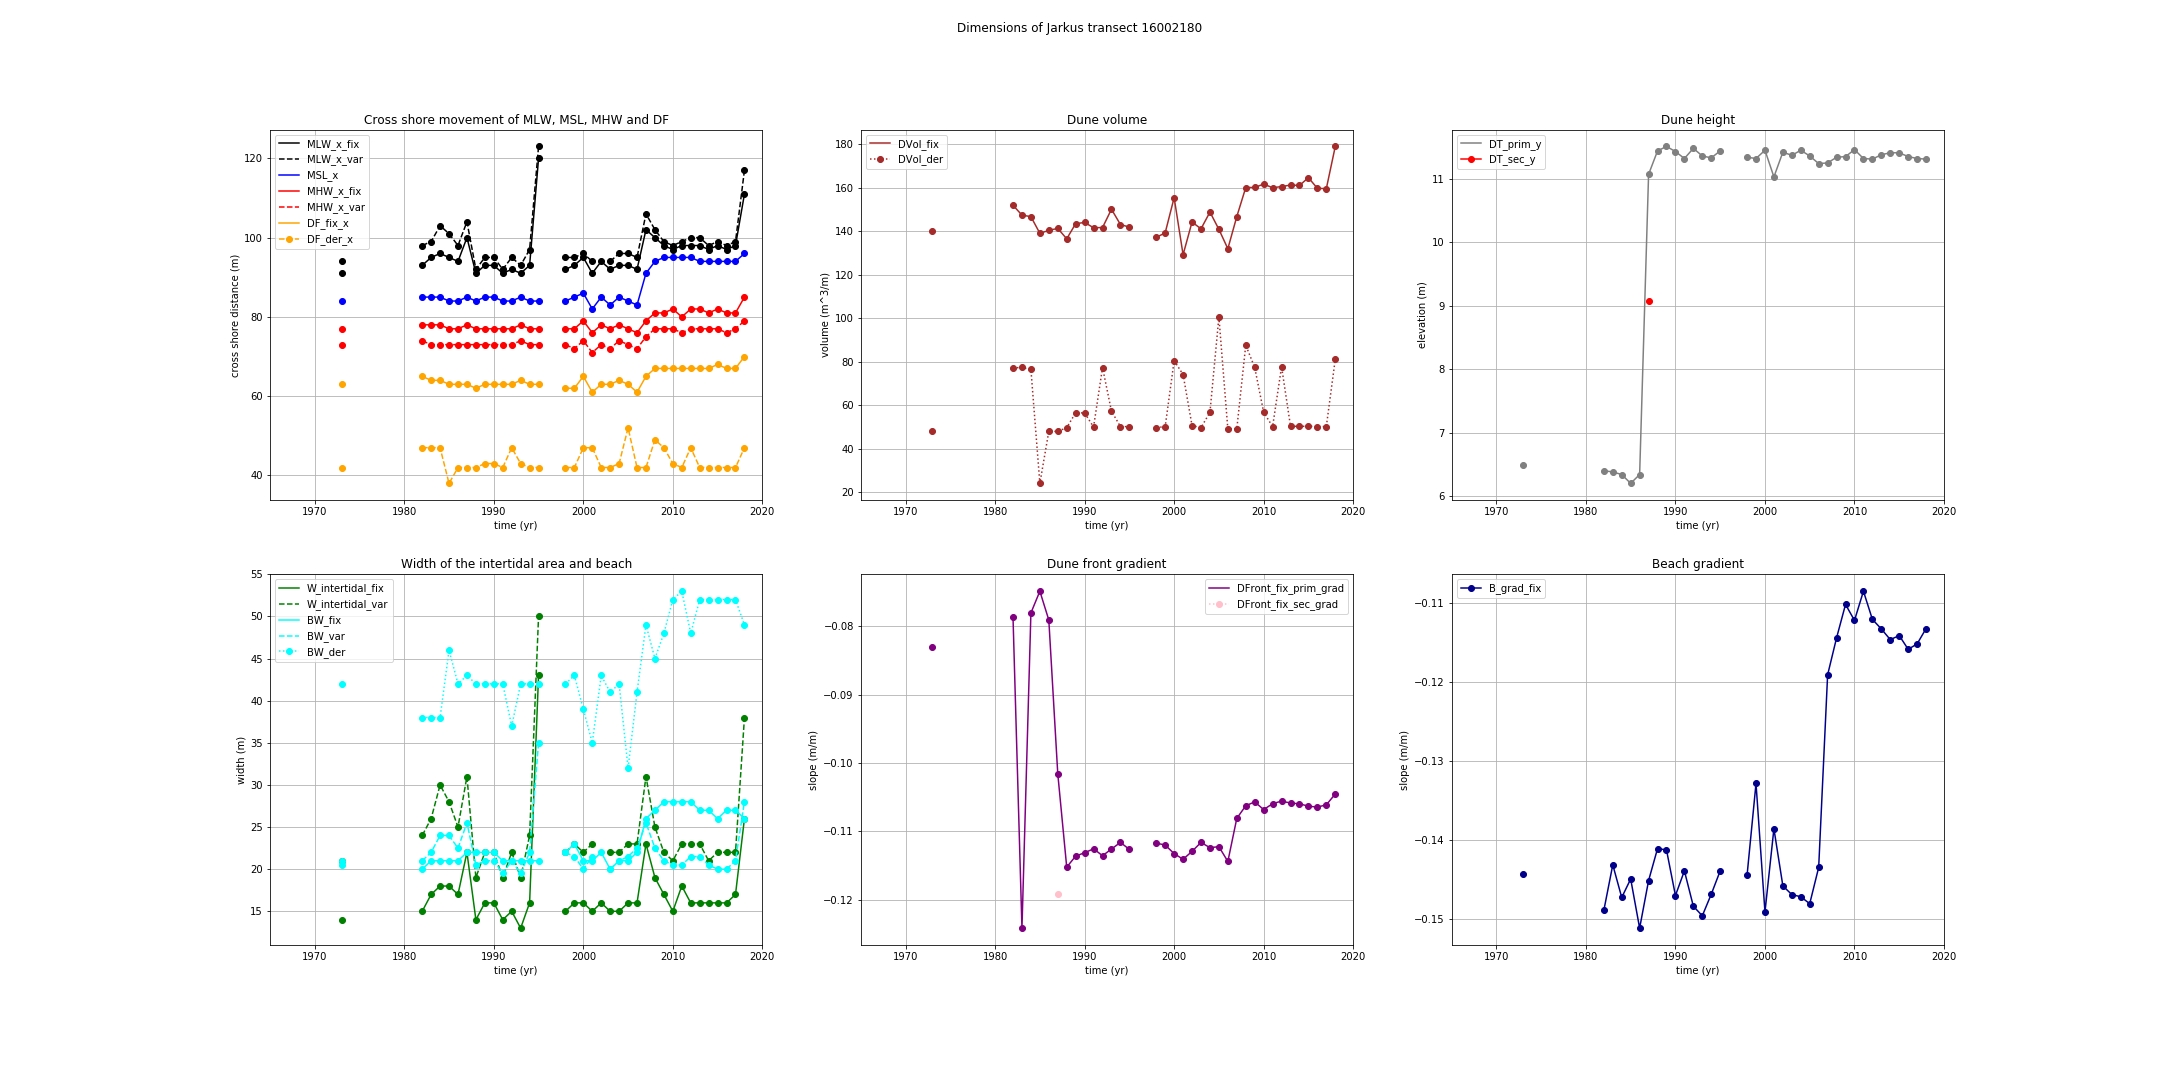 Dimensions of Jarkus transect 16002180
Cross shore movement of MLW, MSL, MHW and DF
MLW_x_fix
MLW_x_var
MSL_x
MHW_x_fix
MHW_x_var
DF_fix_x
DF_der_x
cross shore distance (m)
120
100
80
60
40
1970 1980 1990 2000 2010 2020
time (yr)
Dune volume
DVol_fix
DVol_der
volume (m^3/m)
180
160
140
120
100
80
60
40
20
1970 1980 1990 2000 2010 2020
time (yr)
Dune height
DT_prim_y
DT_sec_y
elevation (m)
11
10
9
8
7
6
1970 1980 1990 2000 2010 2020
time (yr)
Width of the intertidal area and beach
W_intertidal_fix
W_intertidal_var
BW_fix
BW_var
BW_der
width (m)
55
50
45
40
35
30
25
20
15
1970 1980 1990 2000 2010 2020
time (yr)
Dune front gradient
DFront_fix_prim_grad
DFront_fix_sec_grad
slope (m/m)
−0.08
−0.09
−0.10
−0.11
−0.12
1970 1980 1990 2000 2010 2020
time (yr)
Beach gradient
B_grad_fix
slope (m/m)
−0.11
−0.12
−0.13
−0.14
−0.15
1970 1980 1990 2000 2010 2020
time (yr)